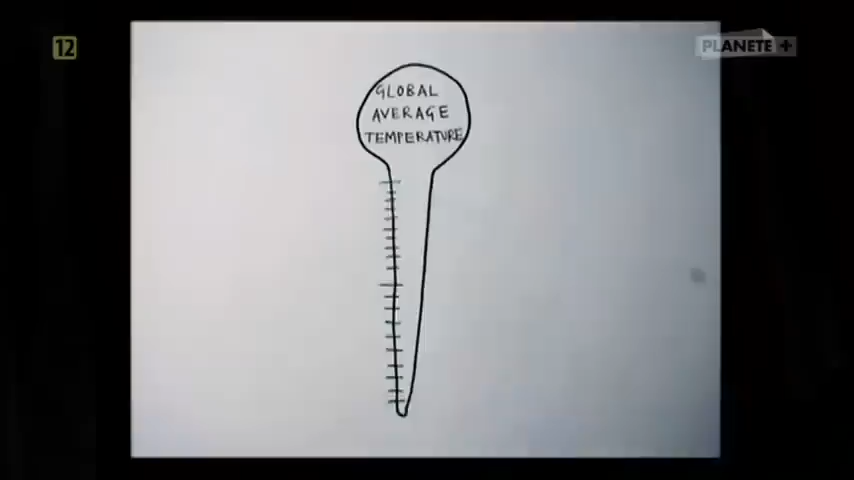 12
PLANETE +
GLOBAL
AVERAGE
TEMPERATURE